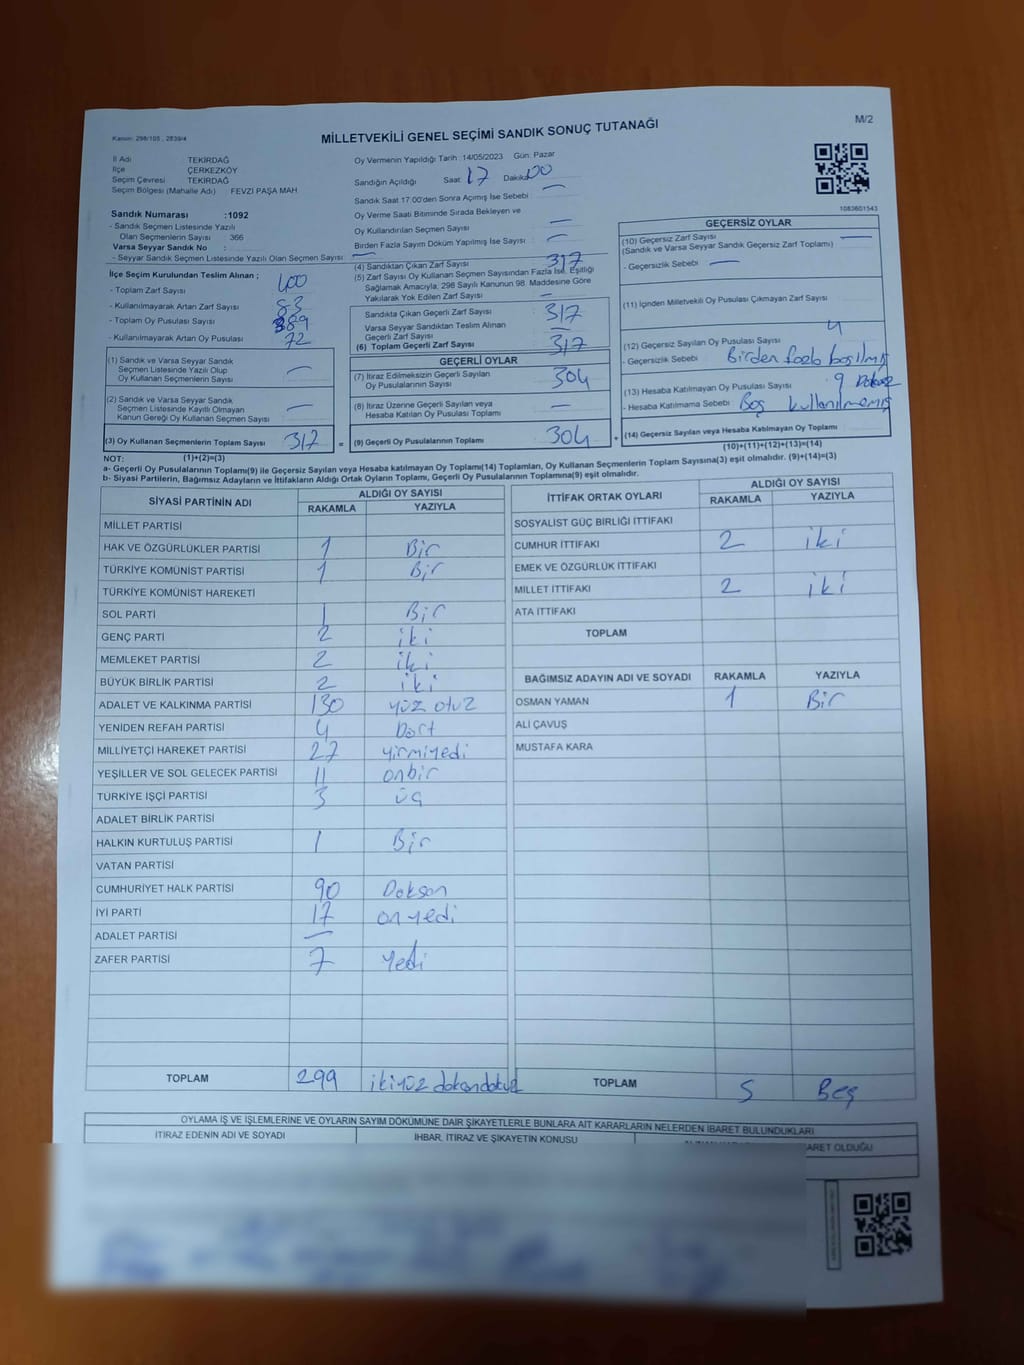 Kanun: 298/105 , 2839/4
MİLLETVEKİLİ GENEL SEÇİMİ SANDIK SONUÇ TUTANAĞI
M/2
İl Adı TEKİRDAĞ
İlçe ÇERKEZKÖY
Seçim Çevresi TEKİRDAĞ
Seçim Bölgesi (Mahalle Adı) : FEVZİ PAŞA MAH
Sandık Numarası :1092
- Sandık Seçmen Listesinde Yazılı
Olan Seçmenlerin Sayısı : 366
Varsa Seyyar Sandık No :
- Seyyar Sandık Seçmen Listesinde Yazılı Olan Seçmen Sayısı: —
İlçe Seçim Kurulundan Teslim Alınan ;
- Toplam Zarf Sayısı 400
- Kullanılmayarak Artan Zarf Sayısı 83
- Toplam Oy Pusulası Sayısı 389
- Kullanılmayarak Artan Oy Pusulası 72
(1) Sandık ve Varsa Seyyar Sandık
Seçmen Listesinde Yazılı Olup
Oy Kullanan Seçmenlerin Sayısı —
(2) Sandık ve Varsa Seyyar Sandık
Seçmen Listesinde Kayıtlı Olmayan
Kanun Gereği Oy Kullanan Seçmen Sayısı —
(3) Oy Kullanan Seçmenlerin Toplam Sayısı 317 =
Oy Vermenin Yapıldığı Tarih : 14/05/2023 Gün: Pazar
Sandığın Açıldığı Saat: 17 Dakika: 00
Sandık Saat 17:00'den Sonra Açımış İse Sebebi : —
Oy Verme Saati Bitiminde Sırada Bekleyen ve
Oy Kullandırılan Seçmen Sayısı —
Birden Fazla Sayım Döküm Yapılmış İse Sayısı : —
(4) Sandıktan Çıkan Zarf Sayısı 317
(5) Zarf Sayısı Oy Kullanan Seçmen Sayısından Fazla İse, Eşitliği
Sağlamak Amacıyla, 298 Sayılı Kanunun 98. Maddesine Göre
Yakılarak Yok Edilen Zarf Sayısı —
Sandıkta Çıkan Geçerli Zarf Sayısı 317
Varsa Seyyar Sandıktan Teslim Alınan
Geçerli Zarf Sayısı —
(6) Toplam Geçerli Zarf Sayısı 317
GEÇERLİ OYLAR
(7) İtiraz Edilmeksizin Geçerli Sayılan
Oy Pusulalarının Sayısı 304
(8) İtiraz Üzerine Geçerli Sayılan veya
Hesaba Katılan Oy Pusulası Toplamı —
(9) Geçerli Oy Pusulalarının Toplamı 304 +
1083601543
GEÇERSİZ OYLAR
(10) Geçersiz Zarf Sayısı —
(Sandık ve Varsa Seyyar Sandık Geçersiz Zarf Toplamı)
- Geçersizlik Sebebi —
(11) İçinden Milletvekili Oy Pusulası Çıkmayan Zarf Sayısı
(12) Geçersiz Sayılan Oy Pusulası Sayısı 4
- Geçersizlik Sebebi Birden fazla basılmış
(13) Hesaba Katılmayan Oy Pusulası Sayısı 9 Dokuz
- Hesaba Katılmama Sebebi Boş kullanılmamış
(14) Geçersiz Sayılan veya Hesaba Katılmayan Oy Toplamı
NOT: (1)+(2)=(3)
(10)+(11)+(12)+(13)=(14)
a- Geçerli Oy Pusulalarının Toplamı(9) ile Geçersiz Sayılan veya Hesaba katılmayan Oy Toplamı(14) Toplamları, Oy Kullanan Seçmenlerin Toplam Sayısına(3) eşit olmalıdır. (9)+(14)=(3)
b- Siyasi Partilerin, Bağımsız Adayların ve İttifakların Aldığı Ortak Oyların Toplamı, Geçerli Oy Pusulalarının Toplamına(9) eşit olmalıdır.
SİYASİ PARTİNİN ADI ALDIĞI OY SAYISI
RAKAMLA YAZIYLA
MİLLET PARTİSİ
HAK VE ÖZGÜRLÜKLER PARTİSİ 1 Bir
TÜRKİYE KOMÜNİST PARTİSİ 1 Bir
TÜRKİYE KOMÜNİST HAREKETİ
SOL PARTİ 1 Bir
GENÇ PARTİ 2 iki
MEMLEKET PARTİSİ 2 iki
BÜYÜK BİRLİK PARTİSİ 2 iki
ADALET VE KALKINMA PARTİSİ 130 yüz otuz
YENİDEN REFAH PARTİSİ 4 Dört
MİLLİYETÇİ HAREKET PARTİSİ 27 yirmiyedi
YEŞİLLER VE SOL GELECEK PARTİSİ 11 onbir
TÜRKİYE İŞÇİ PARTİSİ 3 üç
ADALET BİRLİK PARTİSİ
HALKIN KURTULUŞ PARTİSİ 1 Bir
VATAN PARTİSİ
CUMHURİYET HALK PARTİSİ 90 Doksan
İYİ PARTİ 17 on yedi
ADALET PARTİSİ —
ZAFER PARTİSİ 7 yedi
TOPLAM 299 ikiyüz doksandokuz
İTTİFAK ORTAK OYLARI ALDIĞI OY SAYISI
RAKAMLA YAZIYLA
SOSYALİST GÜÇ BİRLİĞİ İTTİFAKI
CUMHUR İTTİFAKI 2 iki
EMEK VE ÖZGÜRLÜK İTTİFAKI
MİLLET İTTİFAKI 2 iki
ATA İTTİFAKI
TOPLAM
BAĞIMSIZ ADAYIN ADI VE SOYADI RAKAMLA YAZIYLA
OSMAN YAMAN 1 Bir
ALİ ÇAVUŞ
MUSTAFA KARA
TOPLAM 5 Beş
OYLAMA İŞ VE İŞLEMLERİNE VE OYLARIN SAYIM DÖKÜMÜNE DAİR ŞİKAYETLERLE BUNLARA AİT KARARLARIN NELERDEN İBARET BULUNDUKLARI
İTİRAZ EDENİN ADI VE SOYADI İHBAR, İTİRAZ VE ŞİKAYETİN KONUSU
OLDUĞU